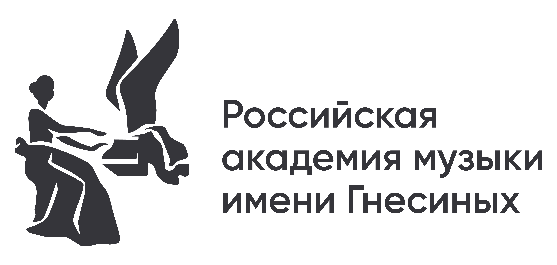 Российская
академия музыки
имени Гнесиных